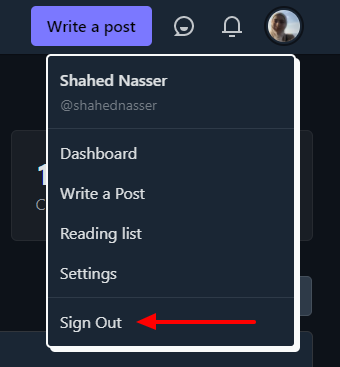 Write a post
Shahed Nasser
@shahednasser
Dashboard
Write a Post
Reading list
Settings
Sign Out